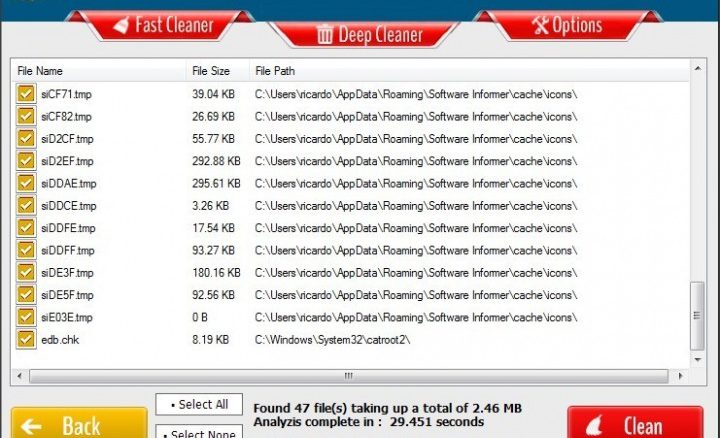 Fast Cleaner
Deep Cleaner
Options
File Name File Size File Path
siCF71.tmp 39.04 KB C:\Users\ricardo\AppData\Roaming\Software Informer\cache\icons\
siCF82.tmp 26.69 KB C:\Users\ricardo\AppData\Roaming\Software Informer\cache\icons\
siD2CF.tmp 55.77 KB C:\Users\ricardo\AppData\Roaming\Software Informer\cache\icons\
siD2EF.tmp 292.88 KB C:\Users\ricardo\AppData\Roaming\Software Informer\cache\icons\
siDDAE.tmp 295.61 KB C:\Users\ricardo\AppData\Roaming\Software Informer\cache\icons\
siDDCE.tmp 3.26 KB C:\Users\ricardo\AppData\Roaming\Software Informer\cache\icons\
siDDFE.tmp 17.54 KB C:\Users\ricardo\AppData\Roaming\Software Informer\cache\icons\
siDDFF.tmp 93.27 KB C:\Users\ricardo\AppData\Roaming\Software Informer\cache\icons\
siDE3F.tmp 180.16 KB C:\Users\ricardo\AppData\Roaming\Software Informer\cache\icons\
siDE5F.tmp 92.56 KB C:\Users\ricardo\AppData\Roaming\Software Informer\cache\icons\
siE03E.tmp 0 B C:\Users\ricardo\AppData\Roaming\Software Informer\cache\icons\
edb.chk 8.19 KB C:\Windows\System32\catroot2\
Back
• Select All
• Select None
Found 47 file(s) taking up a total of 2.46 MB
Analyzis complete in : 29.451 seconds
Clean